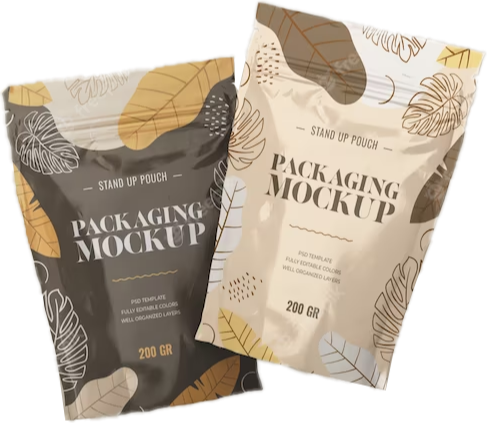 — STAND UP POUCH —
PACKAGING
MOCKUP
PSD TEMPLATE
FULLY EDITABLE COLORS
WELL ORGANIZED LAYERS
200 GR
— STAND UP POUCH —
PACKAGING
MOCKUP
PSD TEMPLATE
FULLY EDITABLE COLORS
WELL ORGANIZED LAYERS
200 GR